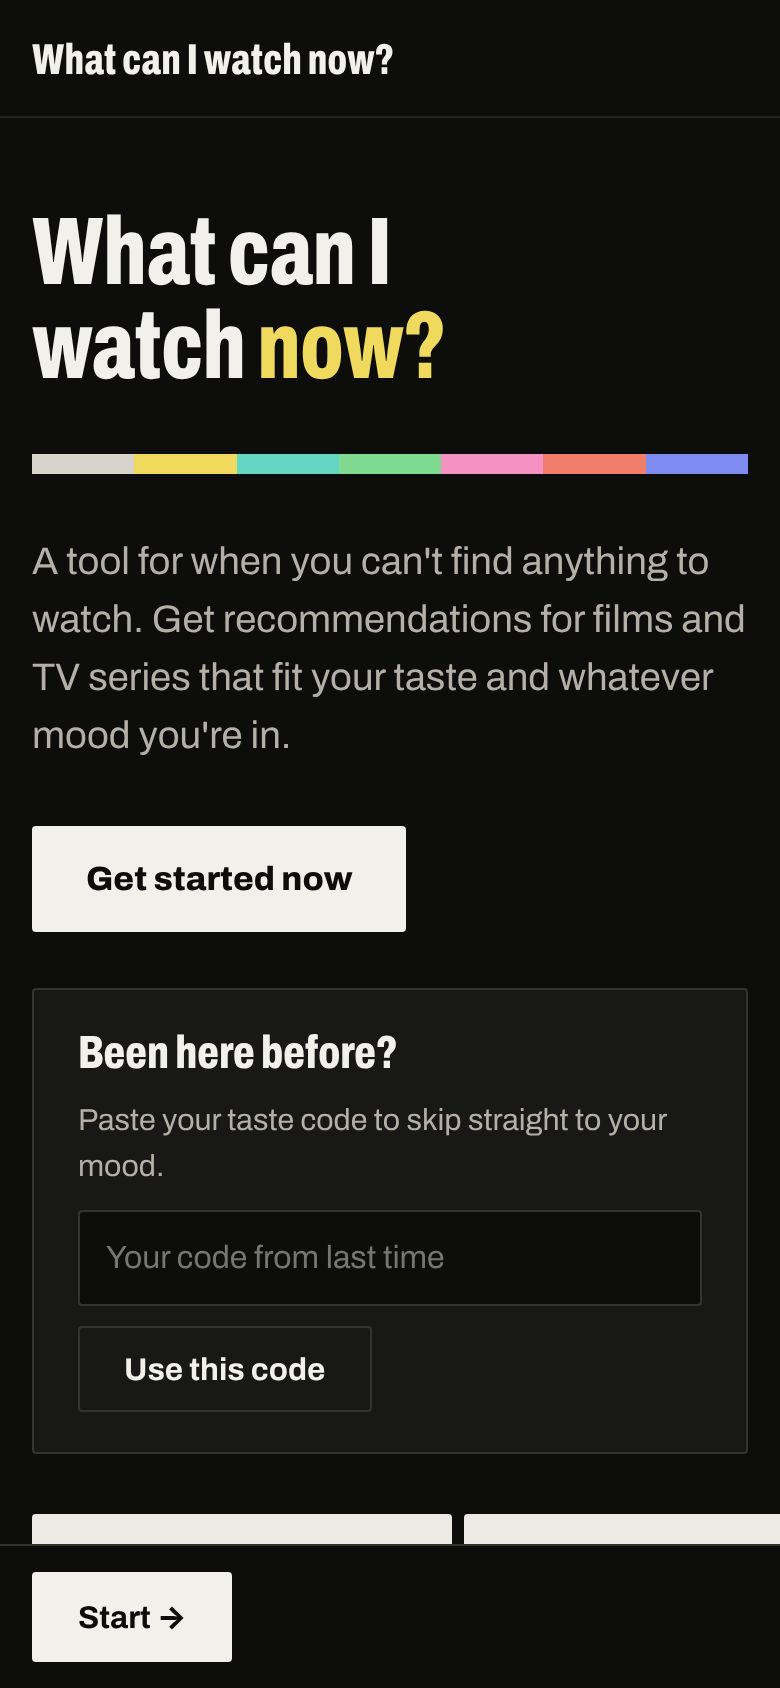 What can I watch now?
What can I
watch now?
A tool for when you can't find anything to
watch. Get recommendations for films and
TV series that fit your taste and whatever
mood you're in.
Get started now
Been here before?
Paste your taste code to skip straight to your
mood.
Your code from last time
Use this code
Start →